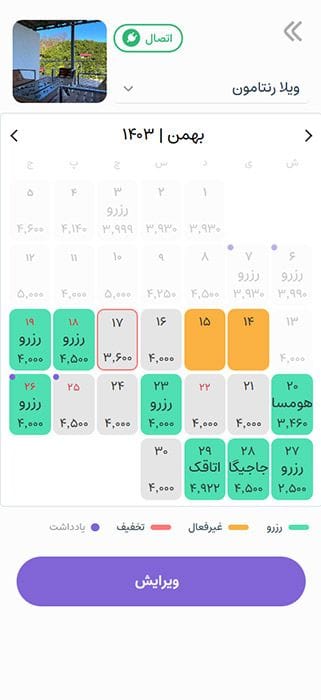 اتصال
ویلا رنتامون
بهمن | ۱۴۰۳
ش ی د س چ پ ج
۱ ۲ ۳ ۴ ۵
رزرو
۳,۹۳۰ ۳,۹۳۰ ۳,۹۹۹ ۴,۱۴۰ ۴,۶۰۰
۶ ۷ ۸ ۹ ۱۰ ۱۱ ۱۲
رزرو رزرو
۳,۹۹۰ ۳,۹۳۰ ۴,۵۰۰ ۴,۲۵۰ ۵,۰۰۰ ۴,۰۰۰ ۵,۰۰۰
۱۳ ۱۴ ۱۵ ۱۶ ۱۷ ۱۸ ۱۹
رزرو رزرو
۴,۰۰۰ ۴,۰۰۰ ۳,۶۰۰ ۴,۵۰۰ ۴,۰۰۰
۲۰ ۲۱ ۲۲ ۲۳ ۲۴ ۲۵ ۲۶
هومسا رزرو رزرو
۳,۴۶۰ ۴,۰۰۰ ۴,۰۰۰ ۴,۰۰۰ ۴,۰۰۰ ۴,۵۰۰ ۴,۰۰۰
۲۷ ۲۸ ۲۹ ۳۰
رزرو جاجیگا اتاقک
۲,۵۰۰ ۴,۵۰۰ ۴,۹۲۲ ۴,۰۰۰
رزرو غیرفعال تخفیف یادداشت
ویرایش